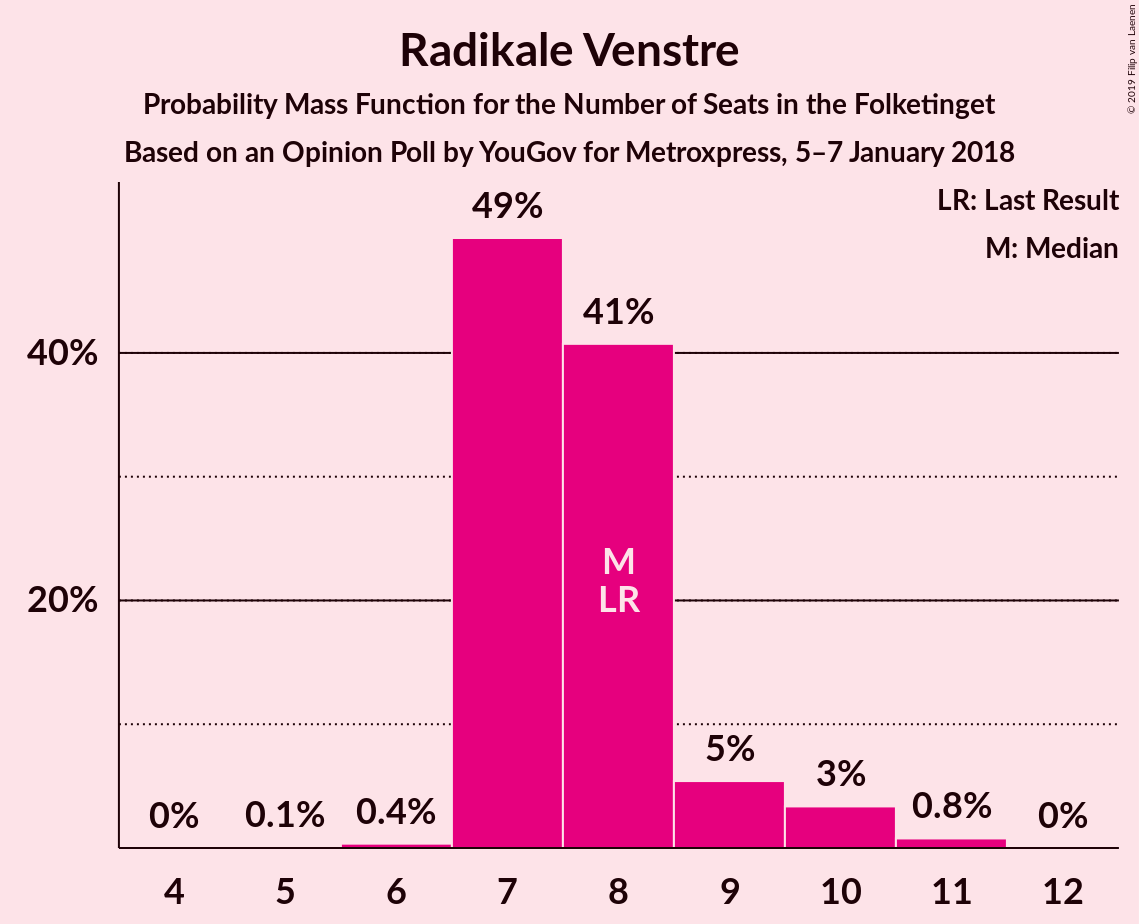 Radikale Venstre
Probability Mass Function for the Number of Seats in the Folketinget
Based on an Opinion Poll by YouGov for Metroxpress, 5–7 January 2018
© 2019 Filip van Laenen
LR: Last Result
M: Median
49%
41%
40%
M
LR
20%
5%
3%
0%
0.1%
0.4%
0.8%
0%
4 5 6 7 8 9 10 11 12